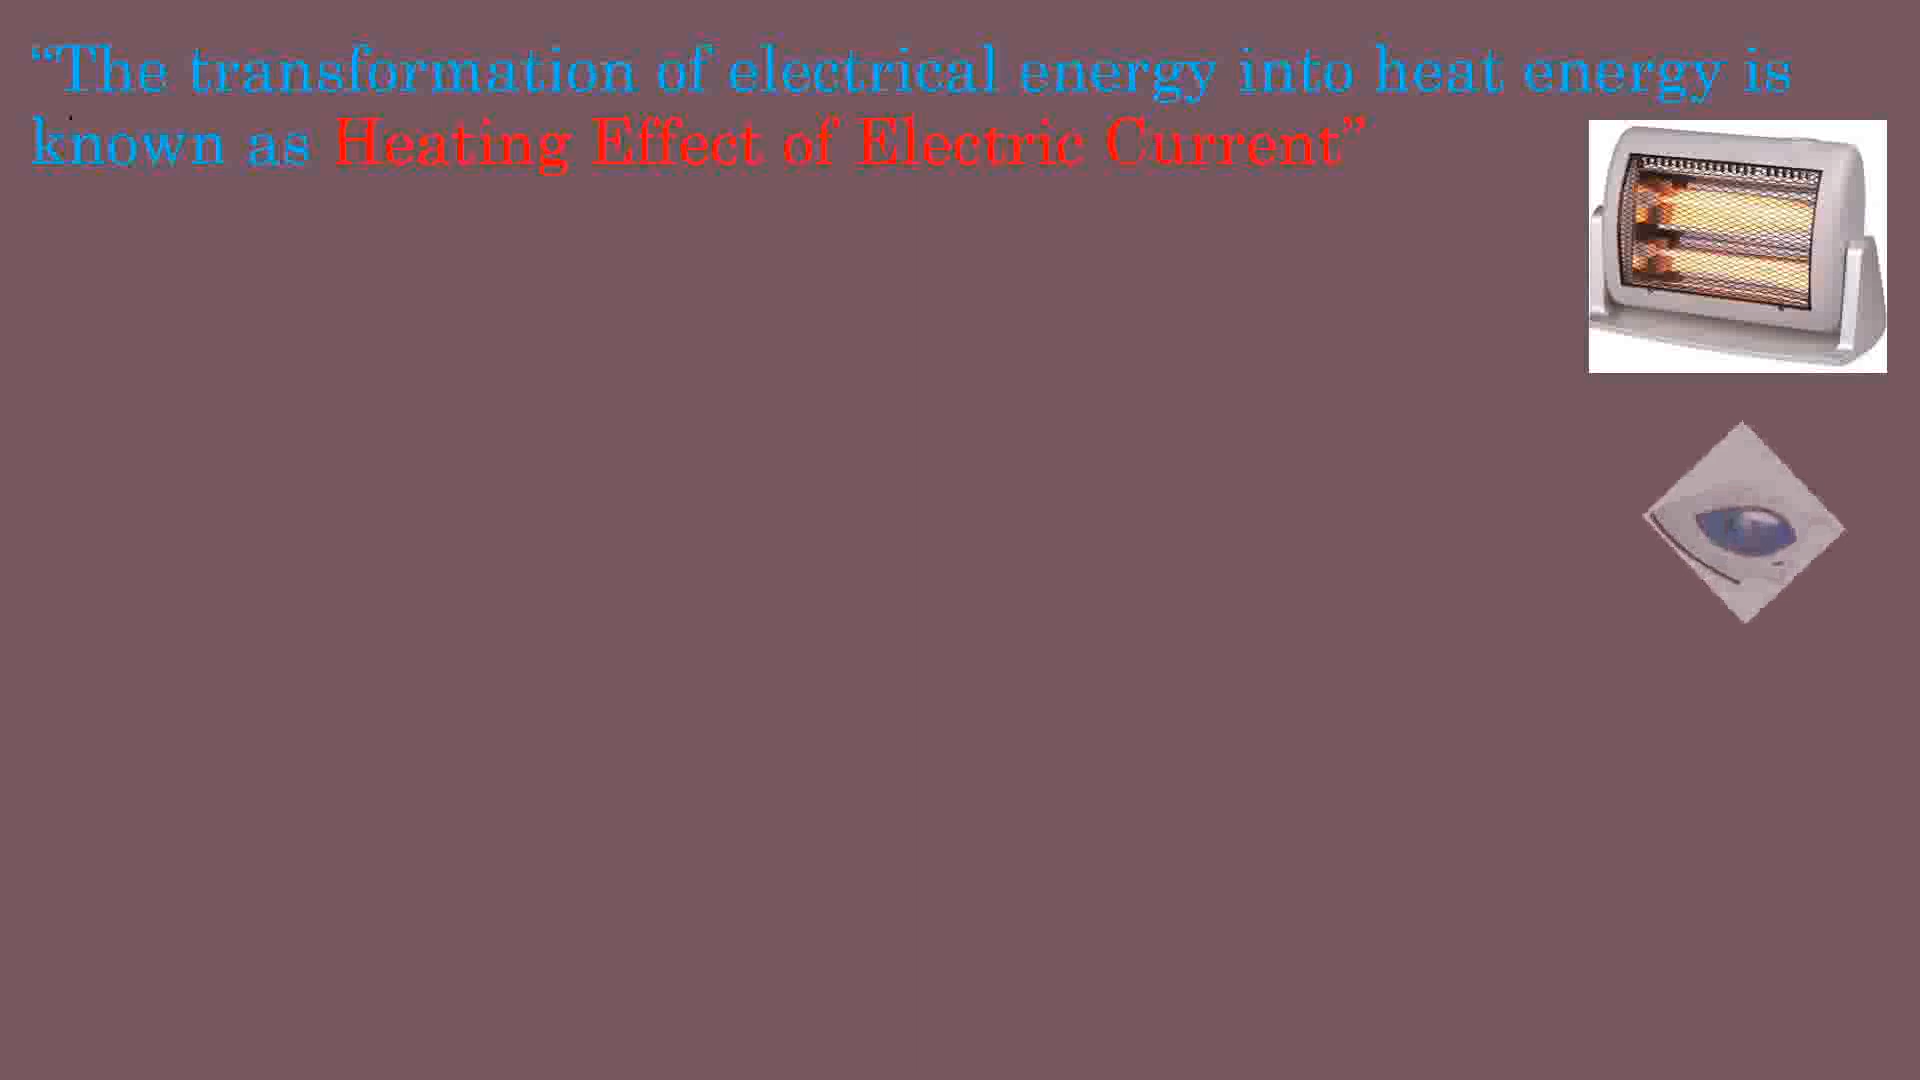 “The transformation of electrical energy into heat energy is
known as Heating Effect of Electric Current”